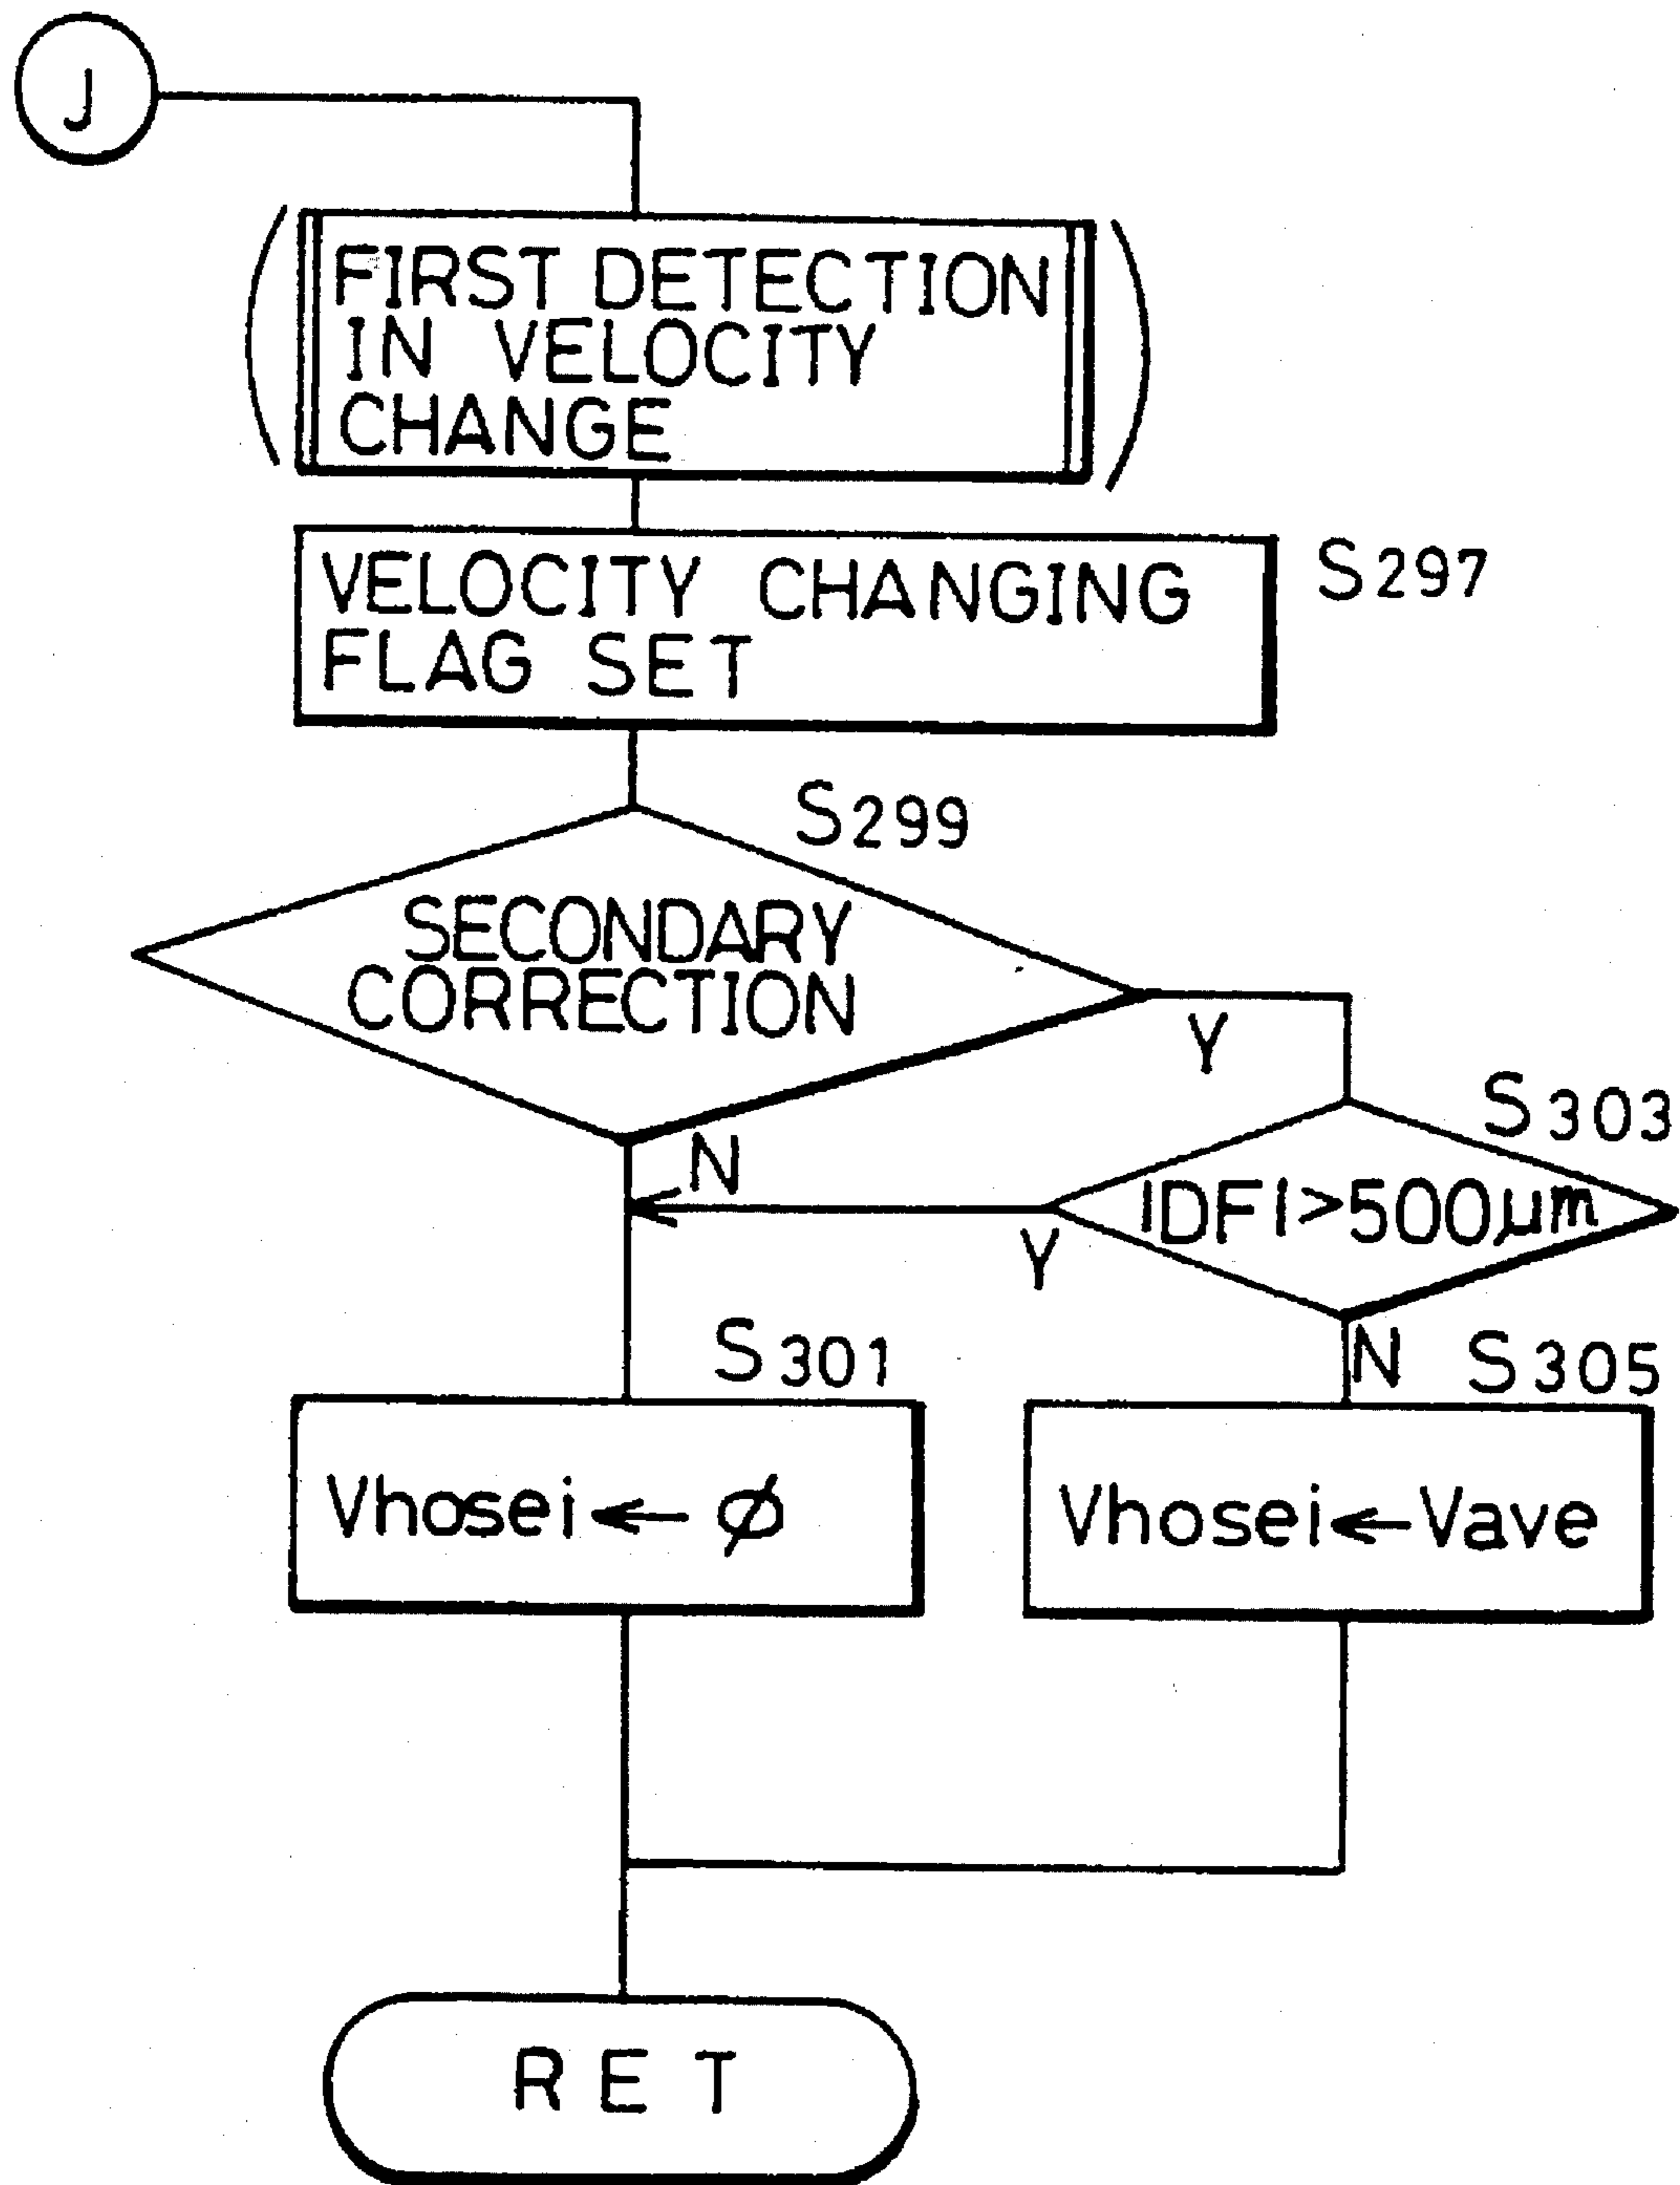 J
FIRST DETECTION
IN VELOCITY
CHANGE
VELOCITY CHANGING
FLAG SET
S297
S299
SECONDARY
CORRECTION
Y
N
S303
|DF|>500μm
Y
N
S301
S305
Vhosei←φ
Vhosei←Vave
RET